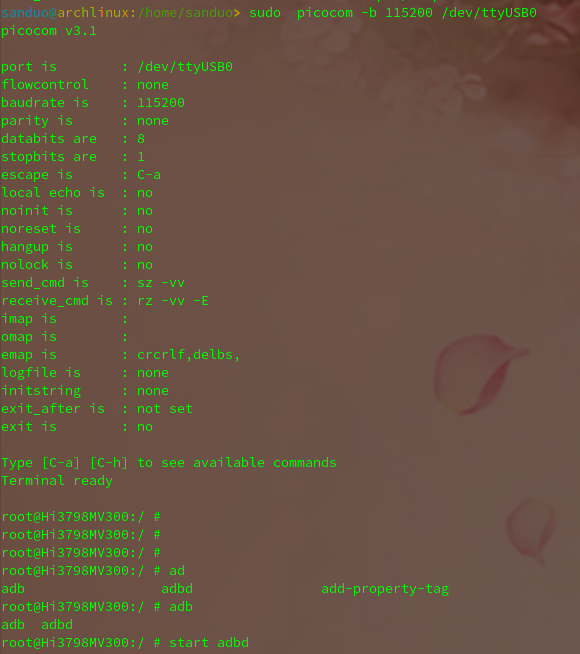 sanduo@archlinux:/home/sanduo> sudo  picocom -b 115200 /dev/ttyUSB0
picocom v3.1
port is        : /dev/ttyUSB0
flowcontrol    : none
baudrate is    : 115200
parity is      : none
databits are   : 8
stopbits are   : 1
escape is      : C-a
local echo is  : no
noinit is      : no
noreset is     : no
hangup is      : no
nolock is      : no
send_cmd is    : sz -vv
receive_cmd is : rz -vv -E
imap is        :
omap is        :
emap is        : crcrlf,delbs,
logfile is     : none
initstring     : none
exit_after is  : not set
exit is        : no
Type [C-a] [C-h] to see available commands
Terminal ready
root@Hi3798MV300:/ #
root@Hi3798MV300:/ #
root@Hi3798MV300:/ #
root@Hi3798MV300:/ # ad
adb                 adbd                add-property-tag
root@Hi3798MV300:/ # adb
adb  adbd
root@Hi3798MV300:/ # start adbd